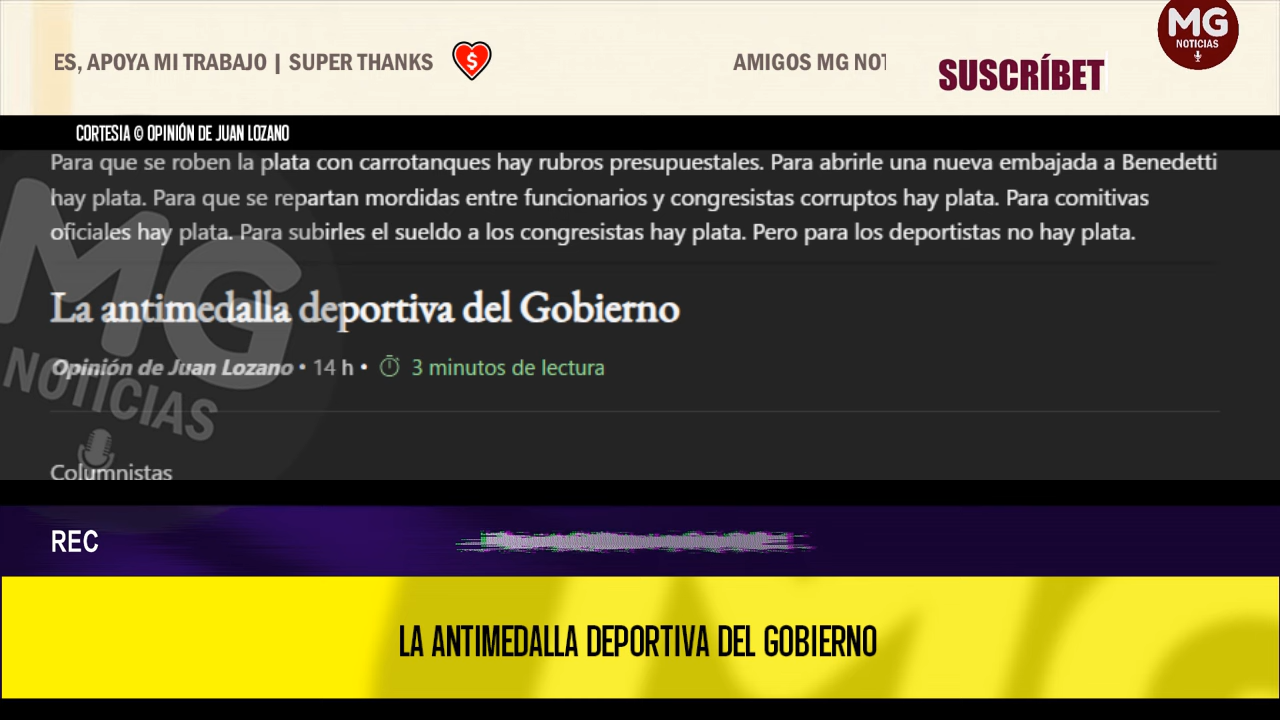 ES, APOYA MI TRABAJO | SUPER THANKS
AMIGOS MG NOT
SUSCRÍBET
MG
NOTICIAS
CORTESIA © OPINIÓN DE JUAN LOZANO
Para que se roben la plata con carrotanques hay rubros presupuestales. Para abrirle una nueva embajada a Benedetti
hay plata. Para que se repartan mordidas entre funcionarios y congresistas corruptos hay plata. Para comitivas
oficiales hay plata. Para subirles el sueldo a los congresistas hay plata. Pero para los deportistas no hay plata.
La antimedalla deportiva del Gobierno
Opinión de Juan Lozano • 14 h • 3 minutos de lectura
MG
NOTICIAS
Columnistas
REC
LA ANTIMEDALLA DEPORTIVA DEL GOBIERNO